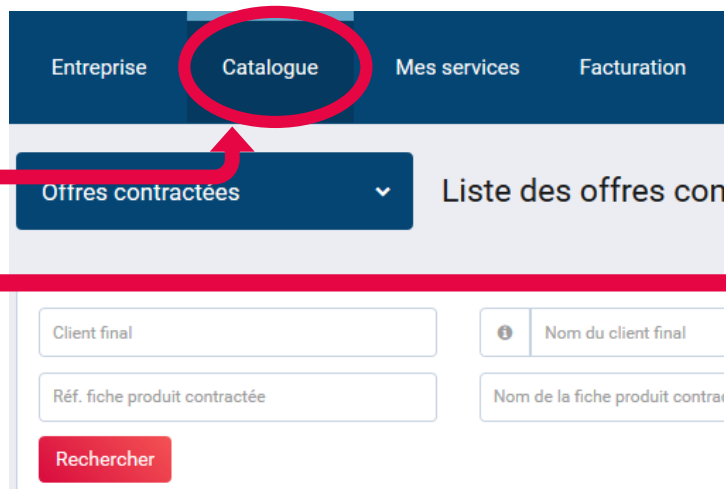 Entreprise Catalogue Mes services Facturation
Offres contractées Liste des offres con
Client final Nom du client final
Réf. fiche produit contractée Nom de la fiche produit contra
Rechercher